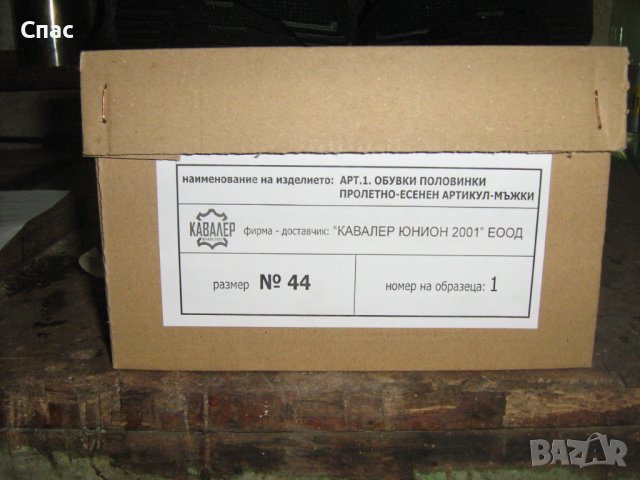 Спас
наименование на изделието: АРТ.1. ОБУВКИ ПОЛОВИНКИ
ПРОЛЕТНО-ЕСЕНЕН АРТИКУЛ-МЪЖКИ
КАВАЛЕР
фирма - доставчик: "КАВАЛЕР ЮНИОН 2001" ЕООД
размер № 44
номер на образеца: 1
BAZAR